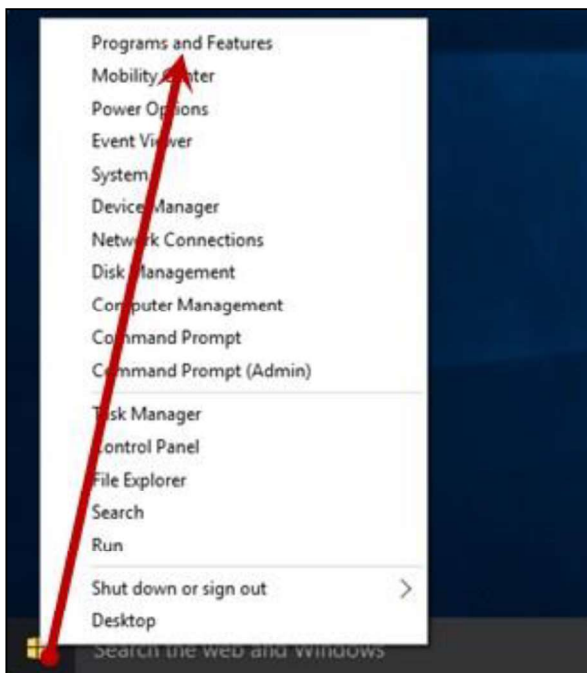 Programs and Features
Mobility Center
Power Options
Event Viewer
System
Device Manager
Network Connections
Disk Management
Computer Management
Command Prompt
Command Prompt (Admin)
Task Manager
Control Panel
File Explorer
Search
Run
Shut down or sign out
Desktop
Search the web and Windows